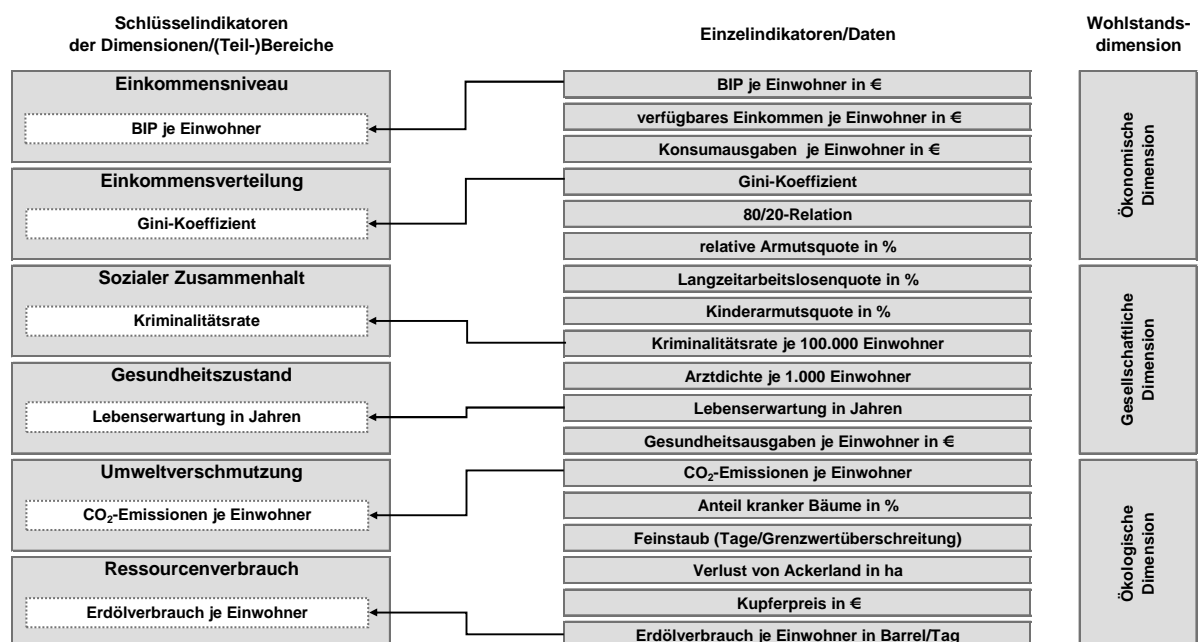 Schlüsselindikatoren
der Dimensionen/(Teil-)Bereiche
Einkommensniveau
BIP je Einwohner
Einkommensverteilung
Gini-Koeffizient
Sozialer Zusammenhalt
Kriminalitätsrate
Gesundheitszustand
Lebenserwartung in Jahren
Umweltverschmutzung
CO₂-Emissionen je Einwohner
Ressourcenverbrauch
Erdölverbrauch je Einwohner
Einzelindikatoren/Daten
BIP je Einwohner in €
verfügbares Einkommen je Einwohner in €
Konsumausgaben je Einwohner in €
Gini-Koeffizient
80/20-Relation
relative Armutsquote in %
Langzeitarbeitslosenquote in %
Kinderarmutsquote in %
Kriminalitätsrate je 100.000 Einwohner
Arztdichte je 1.000 Einwohner
Lebenserwartung in Jahren
Gesundheitsausgaben je Einwohner in €
CO₂-Emissionen je Einwohner
Anteil kranker Bäume in %
Feinstaub (Tage/Grenzwertüberschreitung)
Verlust von Ackerland in ha
Kupferpreis in €
Erdölverbrauch je Einwohner in Barrel/Tag
Wohlstands-
dimension
Ökonomische
Dimension
Gesellschaftliche
Dimension
Ökologische
Dimension